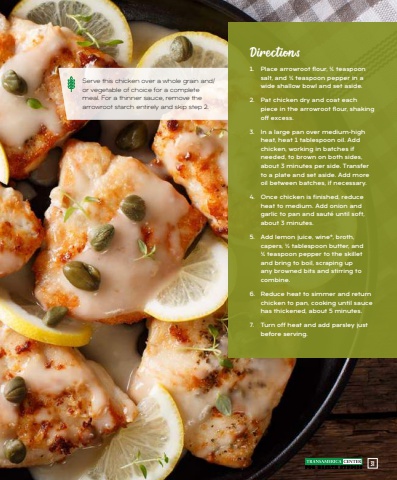 Directions
Serve this chicken over a whole grain and/
or vegetable of choice for a complete
meal. For a thinner sauce, remove the
arrowroot starch entirely and skip step 2.
1. Place arrowroot flour, ½ teaspoon
salt, and ½ teaspoon pepper in a
wide shallow bowl and set aside.
2. Pat chicken dry and coat each
piece in the arrowroot flour, shaking
off excess.
3. In a large pan over medium-high
heat, heat 1 tablespoon oil. Add
chicken, working in batches if
needed, to brown on both sides,
about 3 minutes per side. Transfer
to a plate and set aside. Add more
oil between batches, if necessary.
4. Once chicken is finished, reduce
heat to medium. Add onion and
garlic to pan and sauté until soft,
about 3 minutes.
5. Add lemon juice, wine*, broth,
capers, ½ tablespoon butter, and
½ teaspoon pepper to the skillet
and bring to boil, scraping up
any browned bits and stirring to
combine.
6. Reduce heat to simmer and return
chicken to pan, cooking until sauce
has thickened, about 5 minutes.
7. Turn off heat and add parsley just
before serving.
TRANSAMERICA CENTER